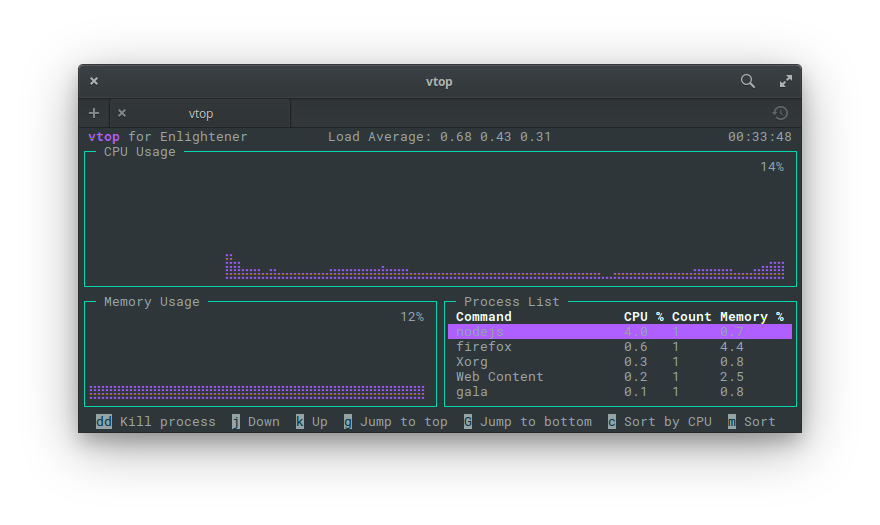 vtop
vtop
vtop for Enlightener Load Average: 0.68 0.43 0.31 00:33:48
CPU Usage
14%
Memory Usage
12%
Process List
Command CPU % Count Memory %
nodejs 4.0 1 0.7
firefox 0.6 1 4.4
Xorg 0.3 1 0.8
Web Content 0.2 1 2.5
gala 0.1 1 0.8
dd Kill process j Down k Up g Jump to top G Jump to bottom c Sort by CPU m Sort